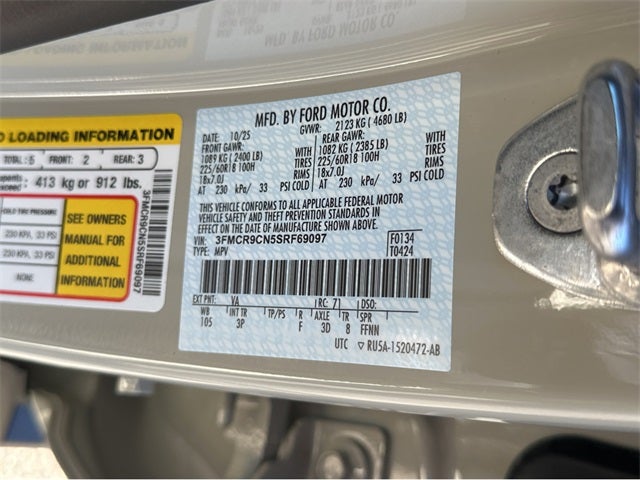 MFD. BY FORD MOTOR CO.
DATE: 10/25 GVWR: 2123 KG ( 4680 LB)
FRONT GAWR: REAR GAWR:
1089 KG ( 2400 LB) WITH 1082 KG ( 2385 LB) WITH
225/60R18 100H TIRES 225/60R18 100H TIRES
18x7.0J RIMS 18x7.0J RIMS
AT 230 kPa/ 33 PSI COLD AT 230 kPa/ 33 PSI COLD
THIS VEHICLE CONFORMS TO ALL APPLICABLE FEDERAL MOTOR
VEHICLE SAFETY AND THEFT PREVENTION STANDARDS IN
EFFECT ON THE DATE OF MANUFACTURE SHOWN ABOVE.
VIN: 3FMCR9CN5SRF69097 F0134
TYPE: MPV T0424
EXT PNT: VA RC: 71 DSO:
WB INT TR TP/PS R AXLE TR SPR
105 3P F 3D 8 FFNN
UTC ▽ RU5A-1520472-AB
LOADING INFORMATION
TOTAL: 5 FRONT: 2 REAR: 3
413 kg or 912 lbs.
COLD TIRE PRESSURE
230 KPA, 33 PSI
230 KPA, 33 PSI
NONE
SEE OWNERS
MANUAL FOR
ADDITIONAL
INFORMATION
3FMCR9CN5SRF69097